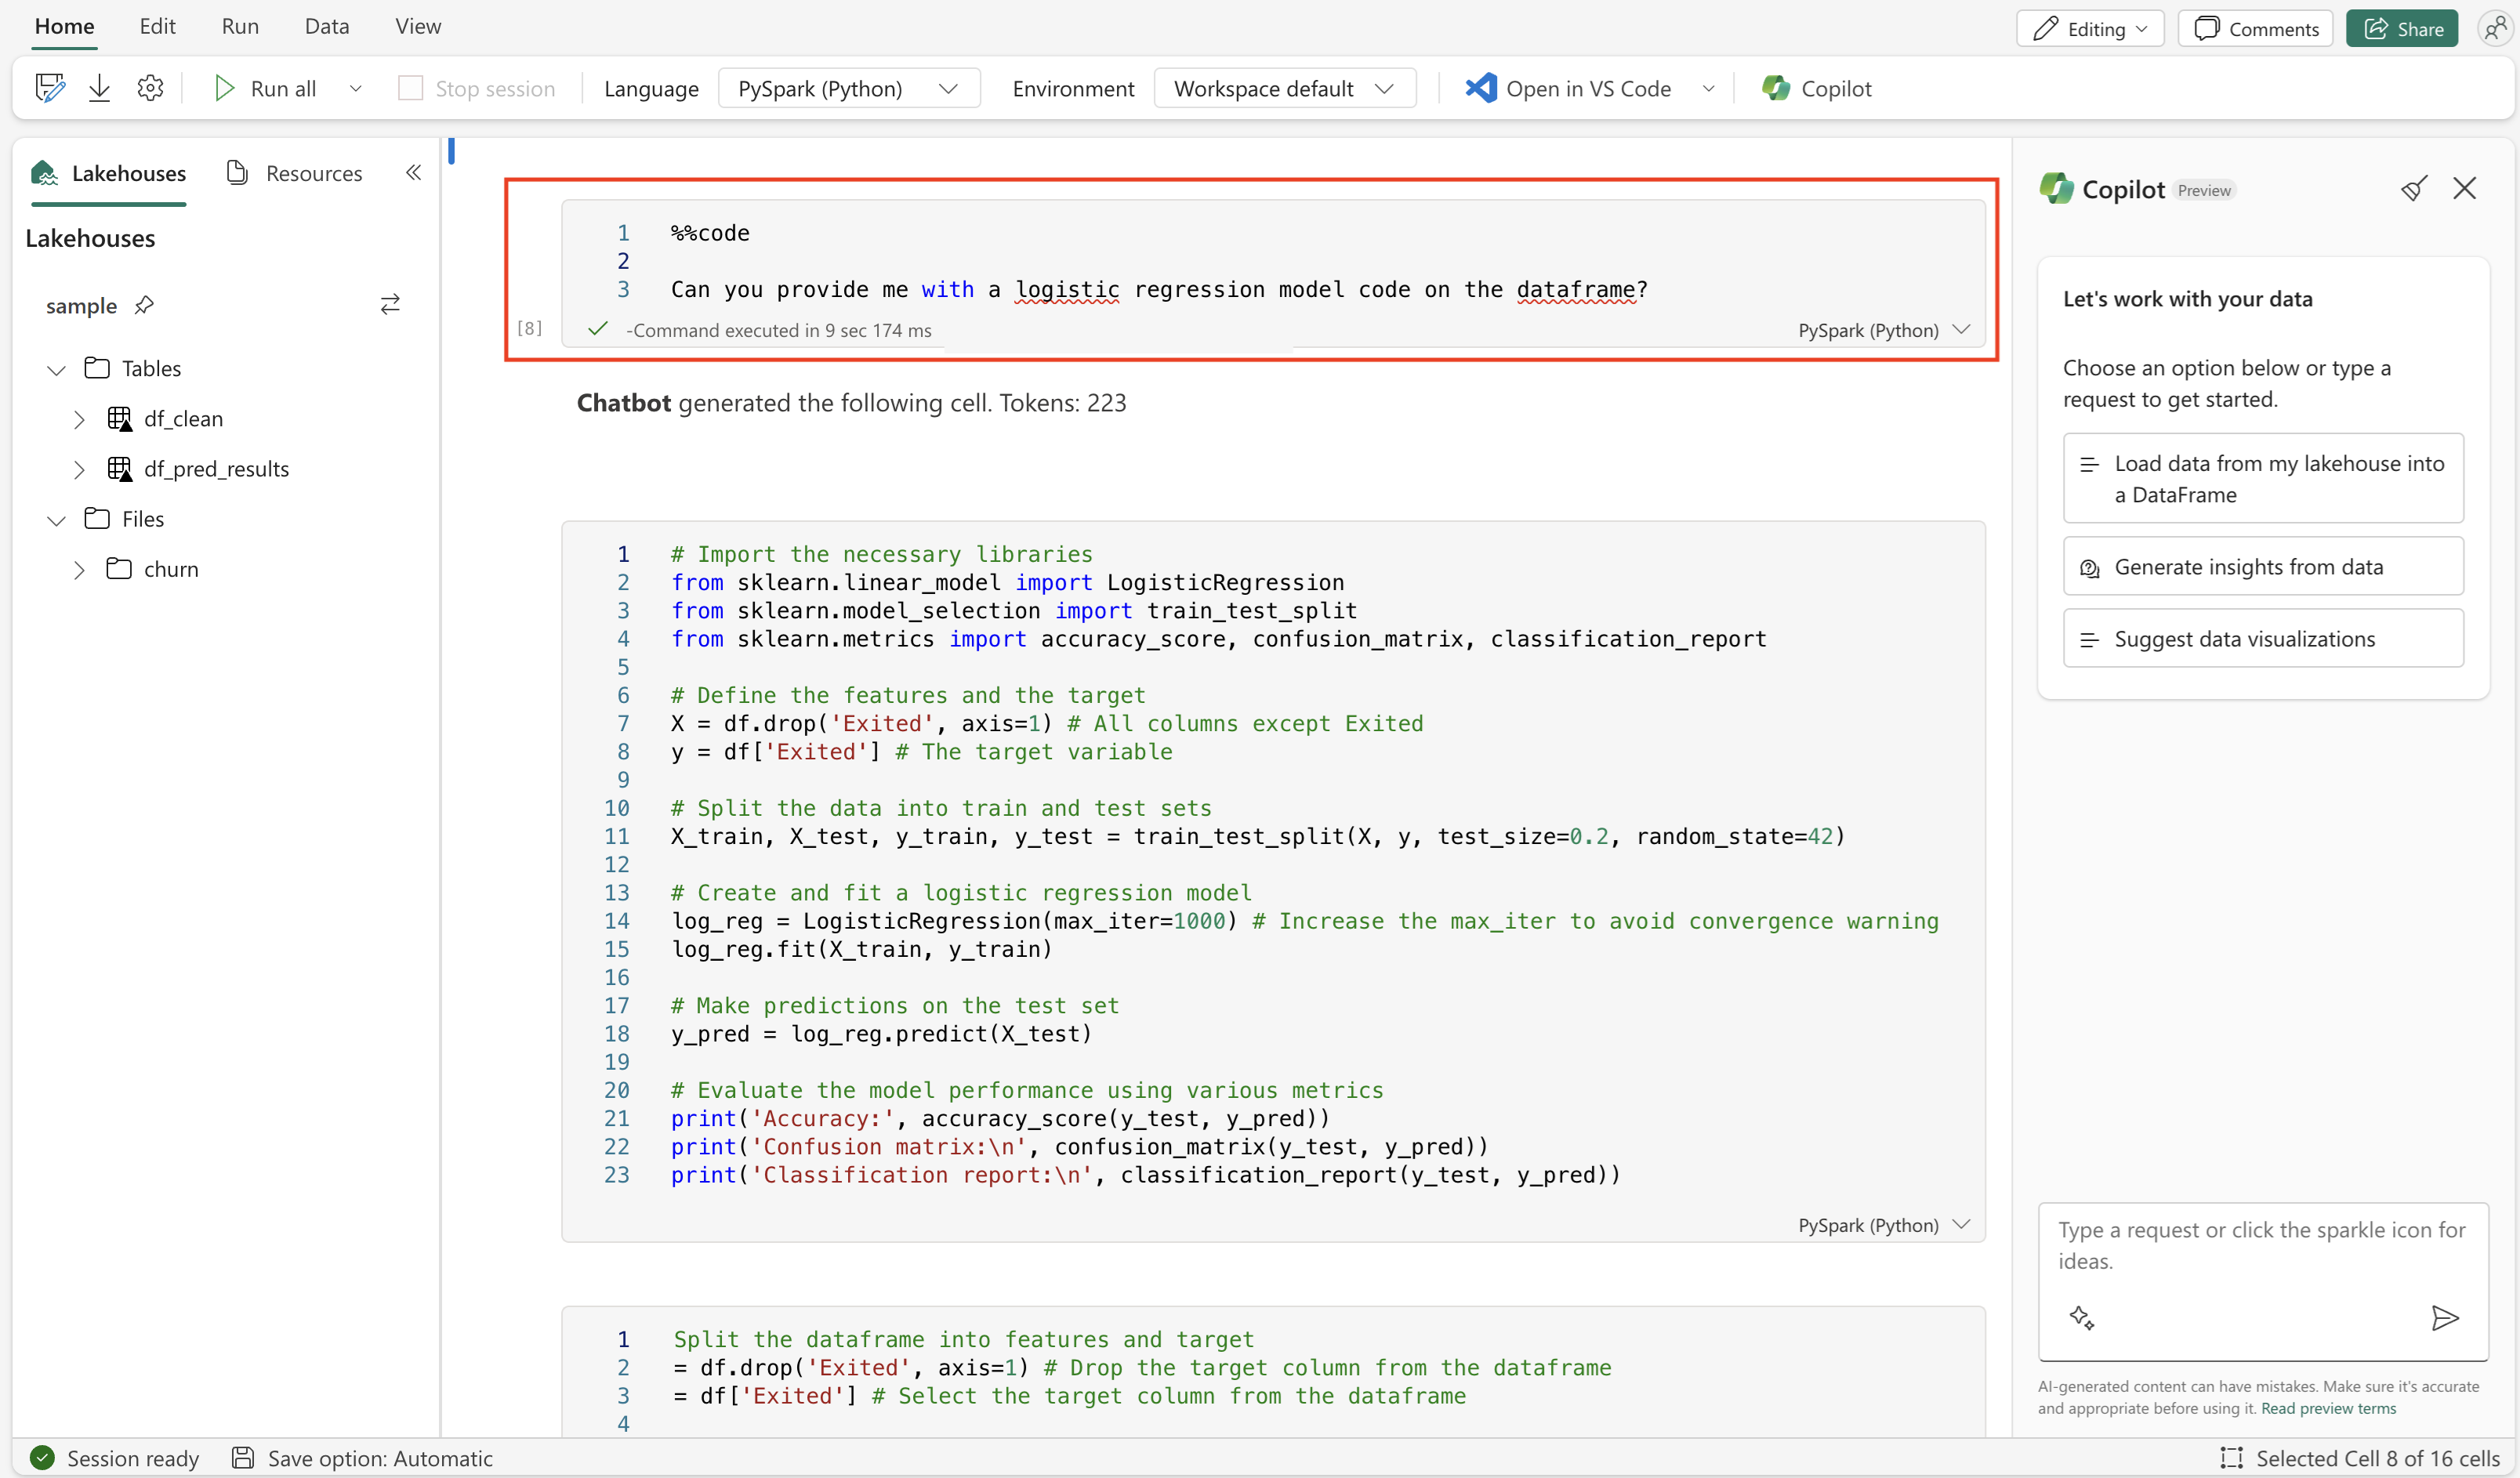 Home Edit Run Data View Editing Comments Share
Run all Stop session Language PySpark (Python) Environment Workspace default Open in VS Code Copilot
Lakehouses Resources
Lakehouses
sample
Tables
df_clean
df_pred_results
Files
churn
1 %%code
2
3 Can you provide me with a logistic regression model code on the dataframe?
[8] -Command executed in 9 sec 174 ms PySpark (Python)
Chatbot generated the following cell. Tokens: 223
1 # Import the necessary libraries
2 from sklearn.linear_model import LogisticRegression
3 from sklearn.model_selection import train_test_split
4 from sklearn.metrics import accuracy_score, confusion_matrix, classification_report
5
6 # Define the features and the target
7 X = df.drop('Exited', axis=1) # All columns except Exited
8 y = df['Exited'] # The target variable
9
10 # Split the data into train and test sets
11 X_train, X_test, y_train, y_test = train_test_split(X, y, test_size=0.2, random_state=42)
12
13 # Create and fit a logistic regression model
14 log_reg = LogisticRegression(max_iter=1000) # Increase the max_iter to avoid convergence warning
15 log_reg.fit(X_train, y_train)
16
17 # Make predictions on the test set
18 y_pred = log_reg.predict(X_test)
19
20 # Evaluate the model performance using various metrics
21 print('Accuracy:', accuracy_score(y_test, y_pred))
22 print('Confusion matrix:\n', confusion_matrix(y_test, y_pred))
23 print('Classification report:\n', classification_report(y_test, y_pred))
PySpark (Python)
1 Split the dataframe into features and target
2 = df.drop('Exited', axis=1) # Drop the target column from the dataframe
3 = df['Exited'] # Select the target column from the dataframe
4
Copilot Preview
Let's work with your data
Choose an option below or type a
request to get started.
Load data from my lakehouse into
a DataFrame
Generate insights from data
Suggest data visualizations
Type a request or click the sparkle icon for
ideas.
AI-generated content can have mistakes. Make sure it's accurate
and appropriate before using it. Read preview terms
Session ready Save option: Automatic Selected Cell 8 of 16 cells